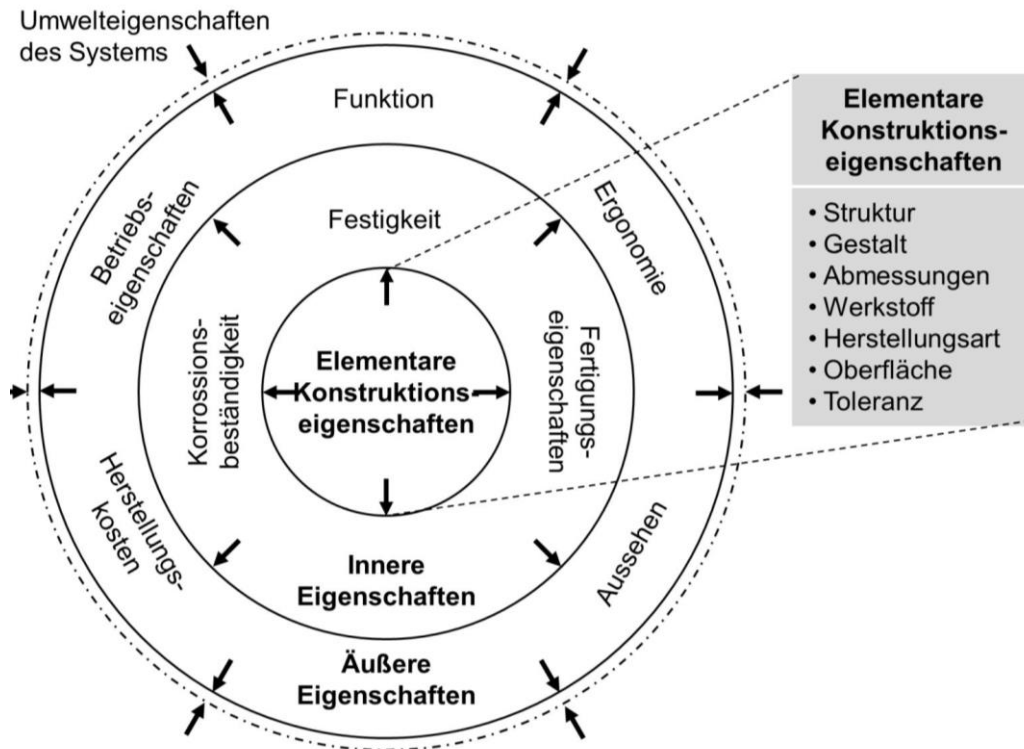 Umwelteigenschaften
des Systems
Funktion
Betriebs-
eigenschaften
Ergonomie
Festigkeit
Korrossions-
beständigkeit
Fertigungs-
eigenschaften
Elementare
Konstruktions-
eigenschaften
Herstellungs-
kosten
Aussehen
Innere
Eigenschaften
Äußere
Eigenschaften
Elementare
Konstruktions-
eigenschaften
• Struktur
• Gestalt
• Abmessungen
• Werkstoff
• Herstellungsart
• Oberfläche
• Toleranz